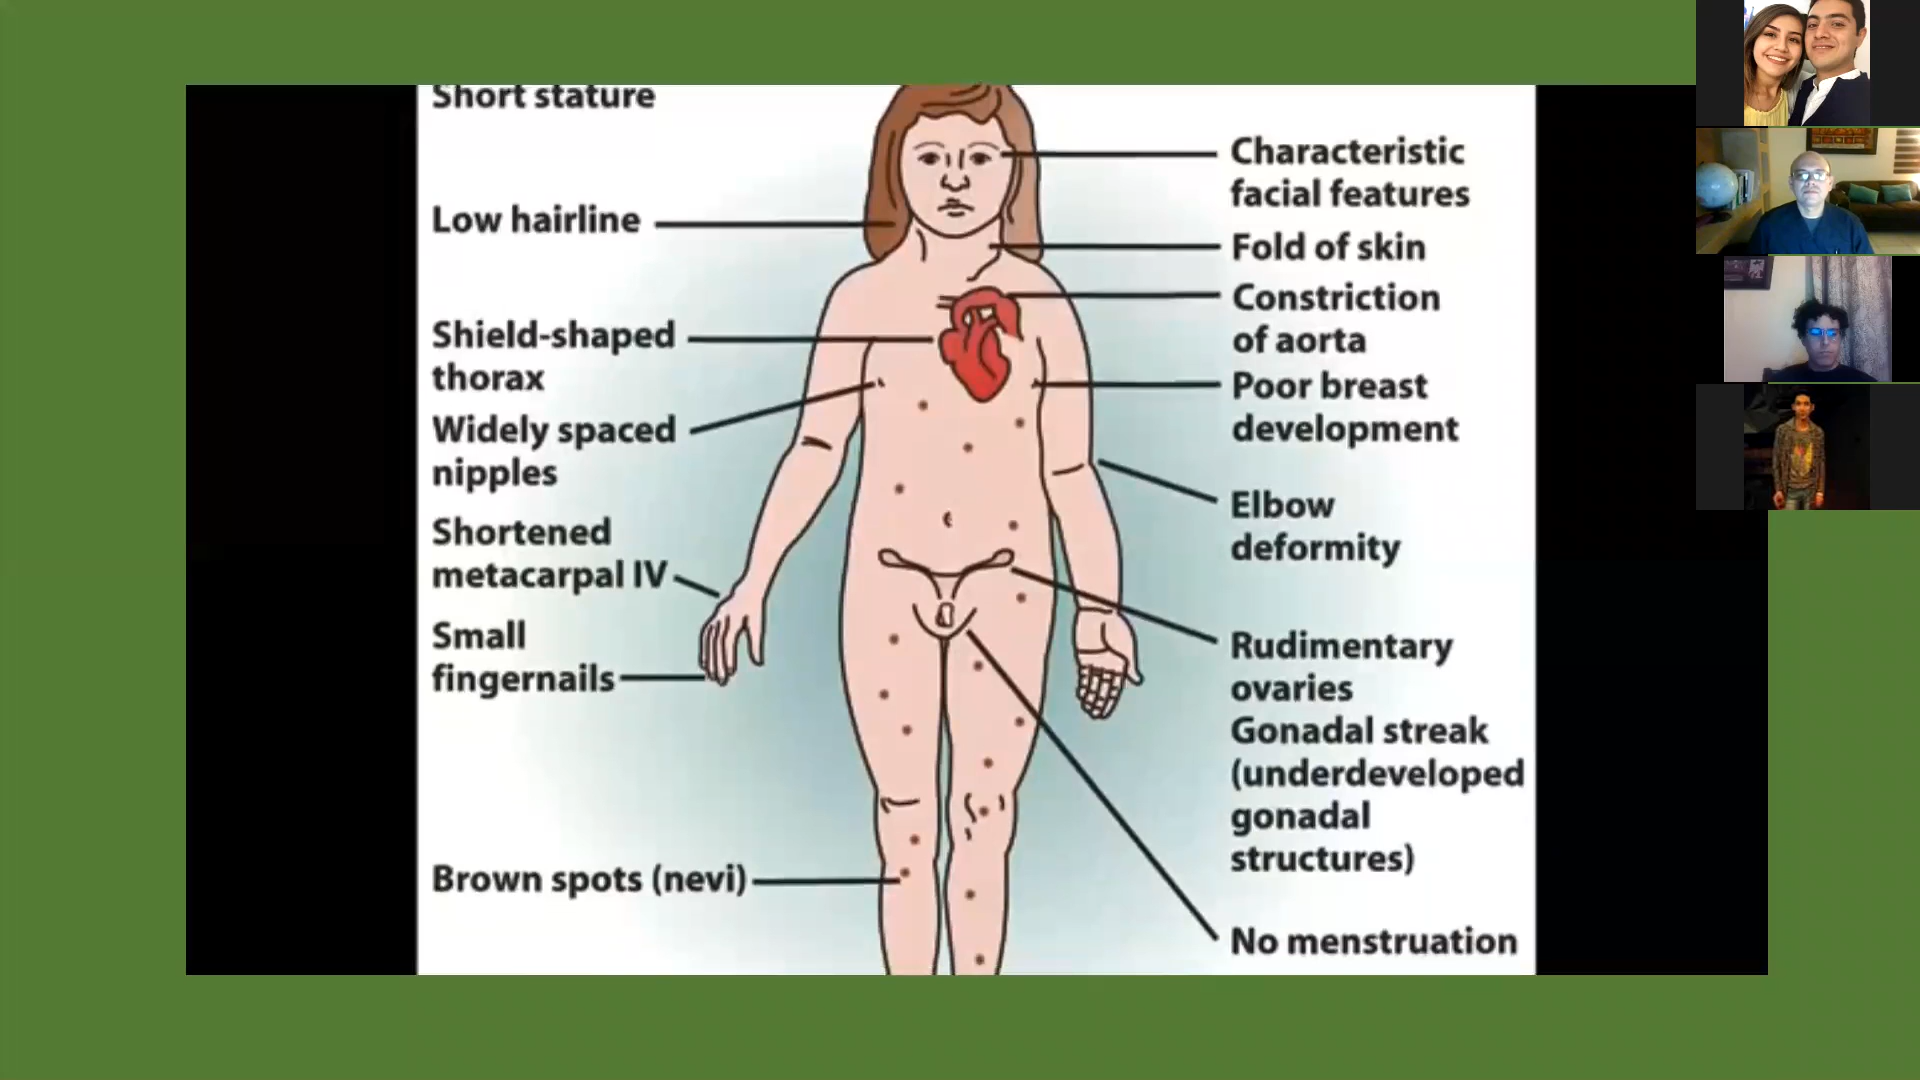 Short stature
Low hairline
Shield-shaped
thorax
Widely spaced
nipples
Shortened
metacarpal IV
Small
fingernails
Brown spots (nevi)
Characteristic
facial features
Fold of skin
Constriction
of aorta
Poor breast
development
Elbow
deformity
Rudimentary
ovaries
Gonadal streak
(underdeveloped
gonadal
structures)
No menstruation